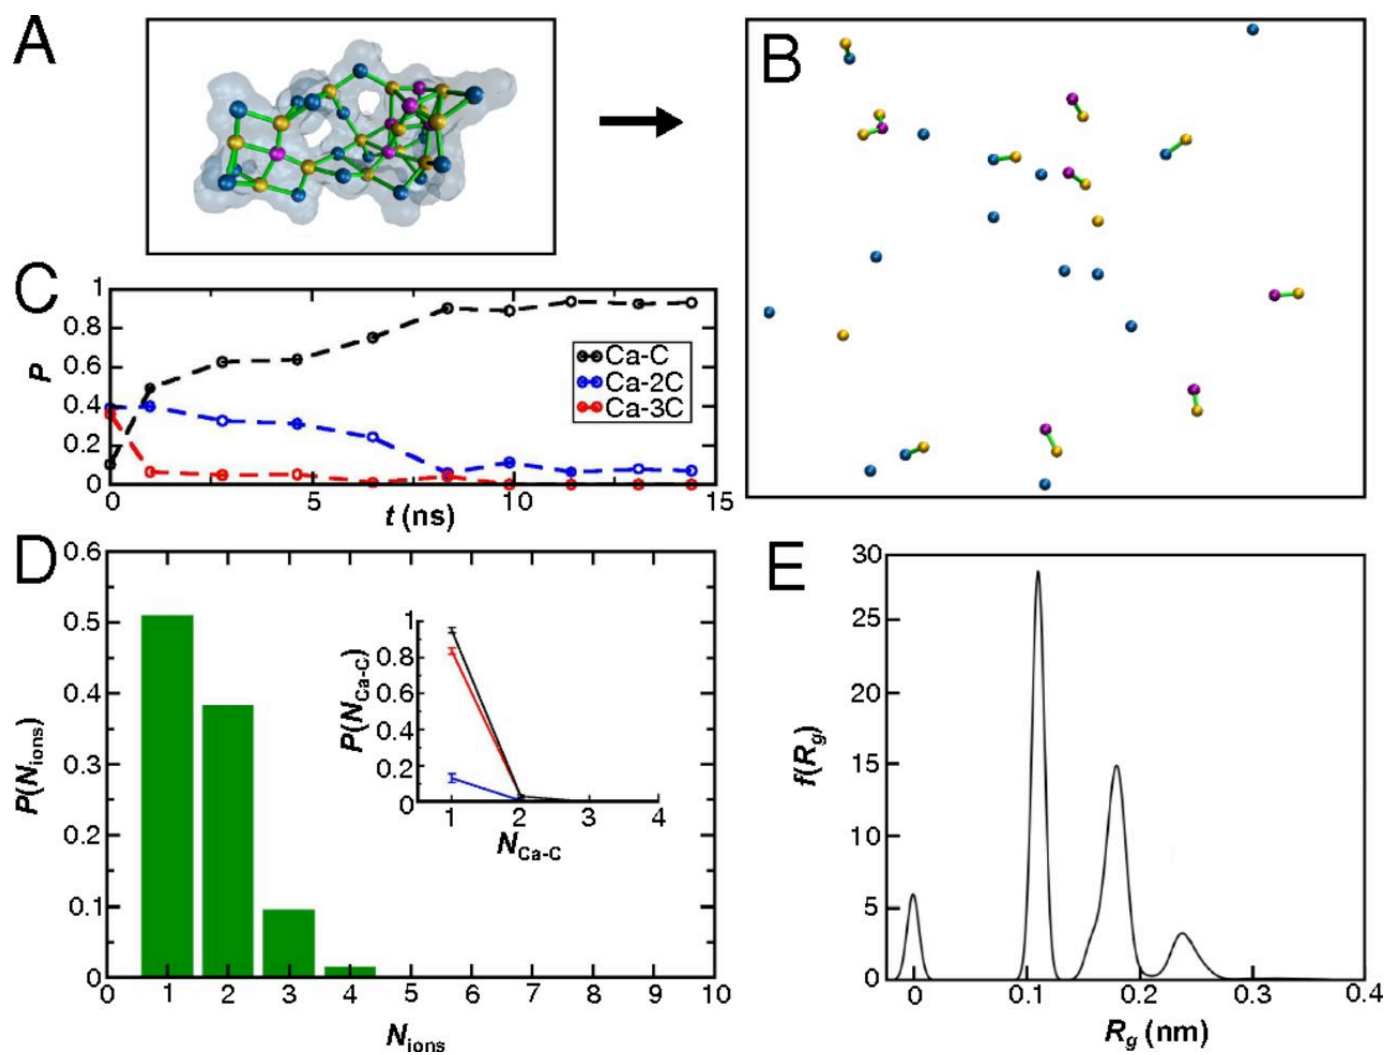 A
B
C
1
0.8
0.6
0.4
0.2
0
P
0 5 10 15
t (ns)
Ca-C
Ca-2C
Ca-3C
D
0.6
0.5
0.4
0.3
0.2
0.1
0
P(Nions)
0 1 2 3 4 5 6 7 8 9 10
Nions
1
0.8
0.6
0.4
0.2
0
P(NCa-C)
1 2 3 4
NCa-C
E
30
25
20
15
10
5
0
f(Rg)
0 0.1 0.2 0.3 0.4
Rg (nm)